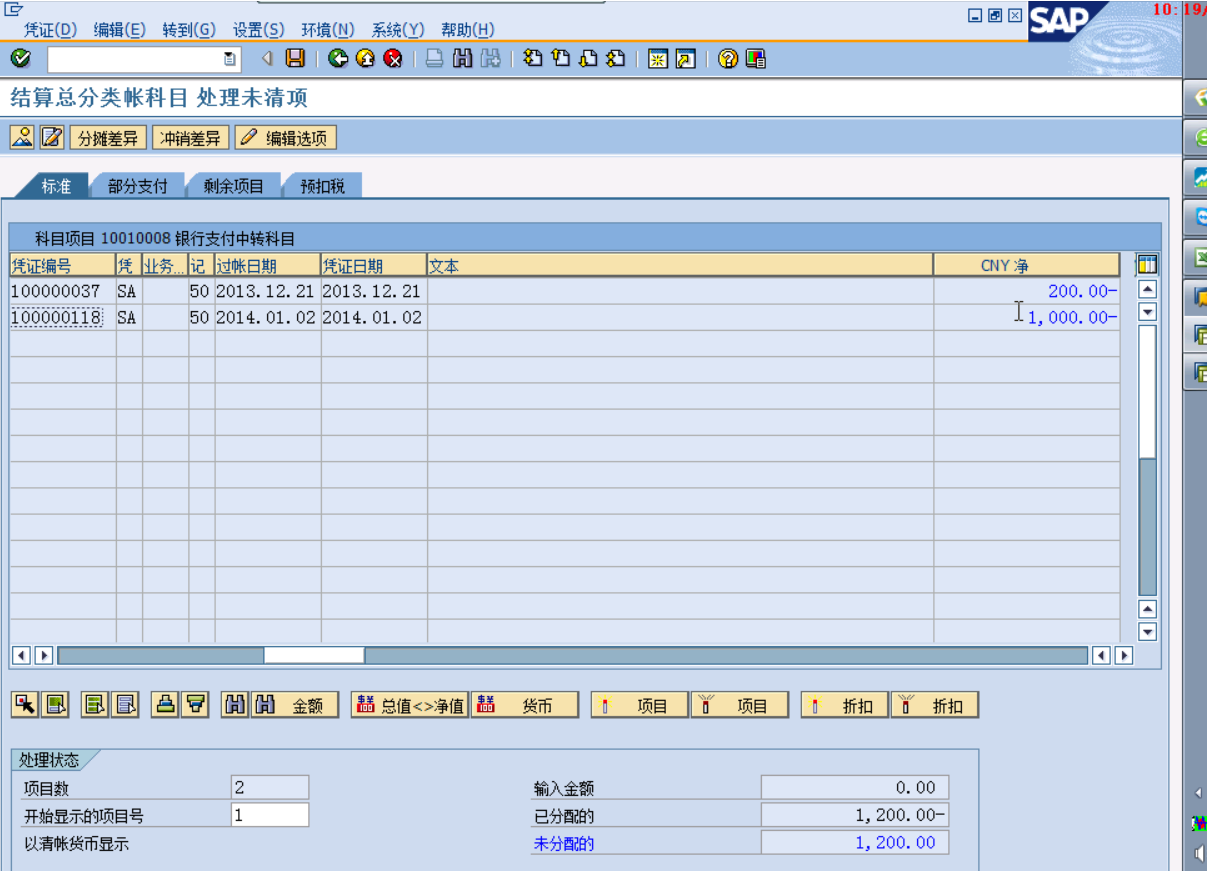 10:19/
凭证(D) 编辑(E) 转到(G) 设置(S) 环境(N) 系统(Y) 帮助(H)
SAP
结算总分类帐科目 处理未清项
分摊差异 冲销差异 编辑选项
标准 部分支付 剩余项目 预扣税
科目项目 10010008 银行支付中转科目
凭证编号 凭 业务... 记 过帐日期 凭证日期 文本 CNY 净
100000037 SA 50 2013.12.21 2013.12.21 200.00-
100000118 SA 50 2014.01.02 2014.01.02 1,000.00-
金额 总值<>净值 货币 项目 项目 折扣 折扣
处理状态
项目数 2 输入金额 0.00
开始显示的项目号 1 已分配的 1,200.00-
以清帐货币显示 未分配的 1,200.00